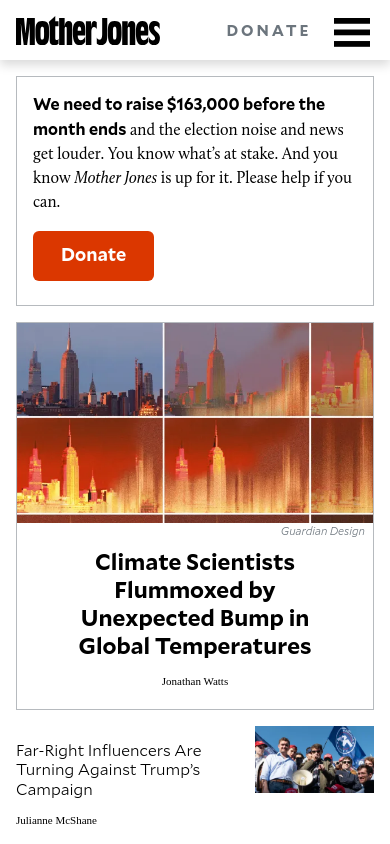 Mother Jones
DONATE
We need to raise $163,000 before the
month ends and the election noise and news
get louder. You know what’s at stake. And you
know Mother Jones is up for it. Please help if you
can.
Donate
Guardian Design
Climate Scientists
Flummoxed by
Unexpected Bump in
Global Temperatures
Jonathan Watts
Far-Right Influencers Are
Turning Against Trump’s
Campaign
Julianne McShane